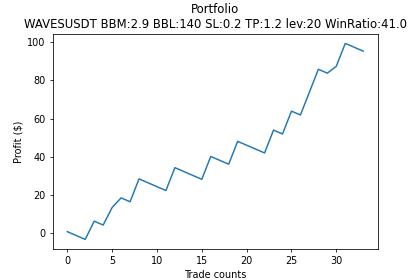 Portfolio
WAVESUSDT BBM:2.9 BBL:140 SL:0.2 TP:1.2 lev:20 WinRatio:41.0
100
80
60
40
20
0
Profit ($)
0 5 10 15 20 25 30
Trade counts